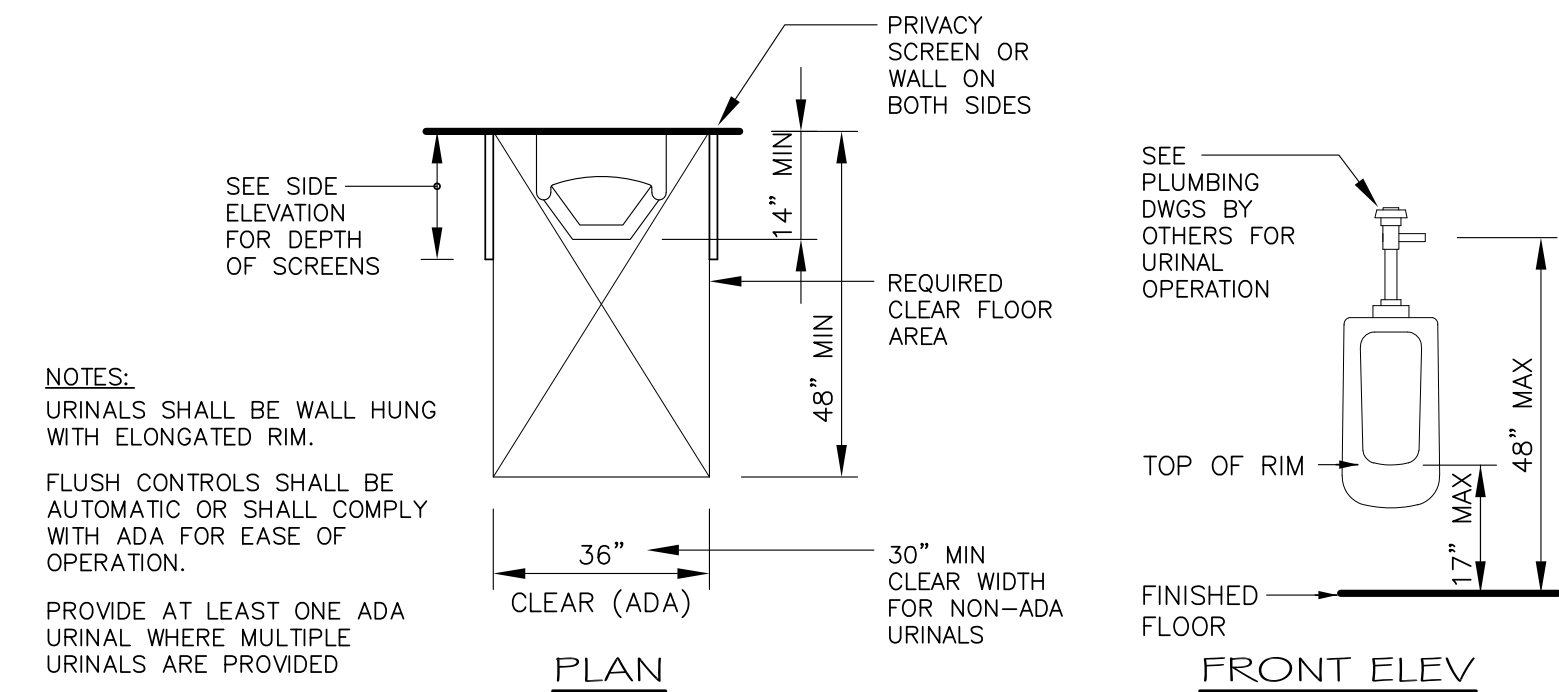 PRIVACY
SCREEN OR
WALL ON
BOTH SIDES
14" MIN
48" MIN
SEE SIDE
ELEVATION
FOR DEPTH
OF SCREENS
REQUIRED
CLEAR FLOOR
AREA
NOTES:
URINALS SHALL BE WALL HUNG
WITH ELONGATED RIM.
FLUSH CONTROLS SHALL BE
AUTOMATIC OR SHALL COMPLY
WITH ADA FOR EASE OF
OPERATION.
PROVIDE AT LEAST ONE ADA
URINAL WHERE MULTIPLE
URINALS ARE PROVIDED
36"
CLEAR (ADA)
30" MIN
CLEAR WIDTH
FOR NON-ADA
URINALS
PLAN
SEE
PLUMBING
DWGS BY
OTHERS FOR
URINAL
OPERATION
TOP OF RIM
17" MAX
48" MAX
FINISHED
FLOOR
FRONT ELEV